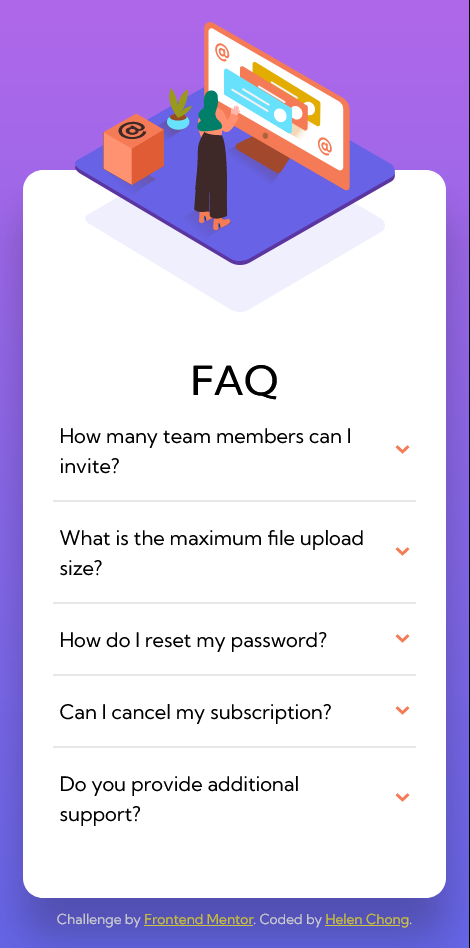 @
@
@
FAQ
How many team members can I
invite?
What is the maximum file upload
size?
How do I reset my password?
Can I cancel my subscription?
Do you provide additional
support?
Challenge by Frontend Mentor. Coded by Helen Chong.